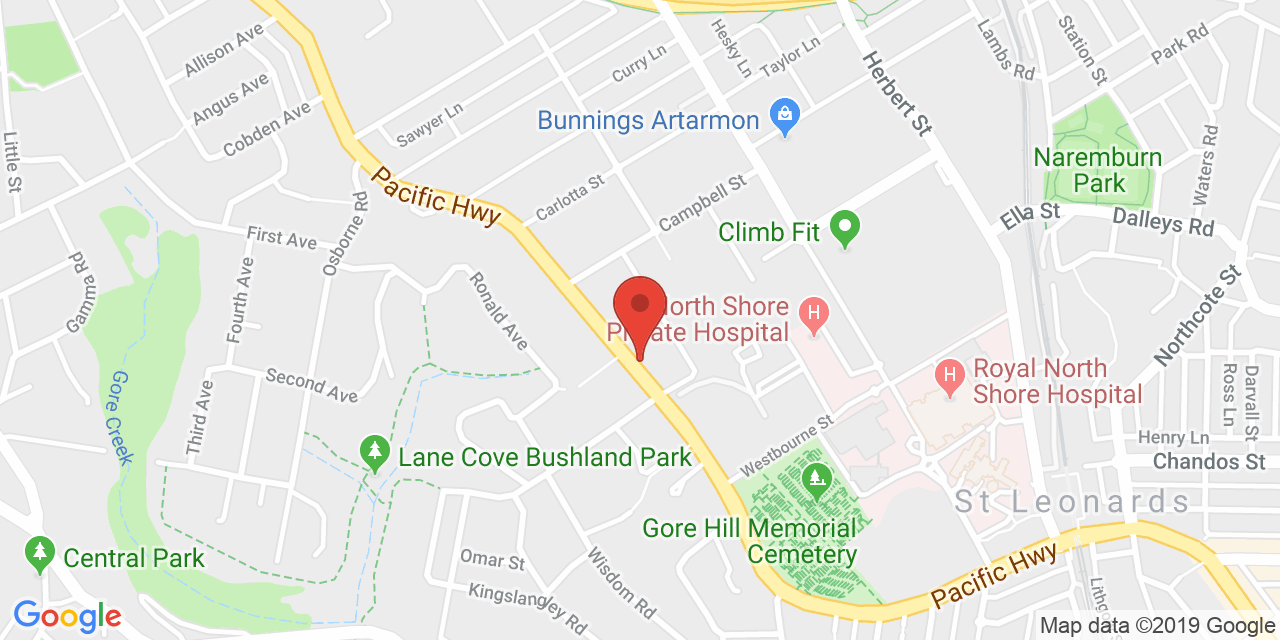 Allison Ave
Angus Ave
Cobden Ave
Sawyer Ln
Curry Ln
Hesky Ln
Taylor Ln
Lambs Rd
Station St
Park Rd
Herbert St
Bunnings Artarmon
Little St
Pacific Hwy
Osborne Rd
Carlotta St
Campbell St
Naremburn
Park
Waters Rd
Ella St
Dalleys Rd
Climb Fit
First Ave
Gamma Rd
Fourth Ave
Ronald Ave
North Shore
Private Hospital
Northcote St
Royal North
Shore Hospital
Second Ave
Third Ave
Gore Creek
Ross Ln
Darvall St
Henry Ln
Chandos St
Westbourne St
Lane Cove Bushland Park
St Leonards
Gore Hill Memorial
Cemetery
Central Park
Omar St
Kingslangley Rd
Wisdom Rd
Pacific Hwy
Google
Map data ©2019 Google